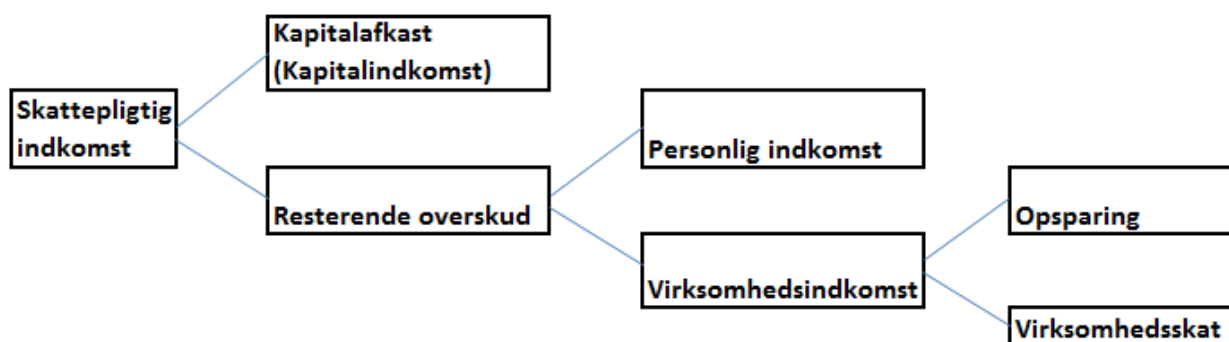 Kapitalafkast
(Kapitalindkomst)
Skattepligtig
indkomst
Personlig indkomst
Resterende overskud
Opsparing
Virksomhedsindkomst
Virksomhedsskat